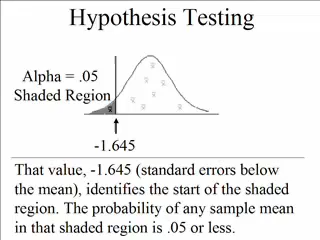 Hypothesis Testing
Alpha = .05
Shaded Region
-1.645
That value, -1.645 (standard errors below
the mean), identifies the start of the shaded
region. The probability of any sample mean
in that shaded region is .05 or less.